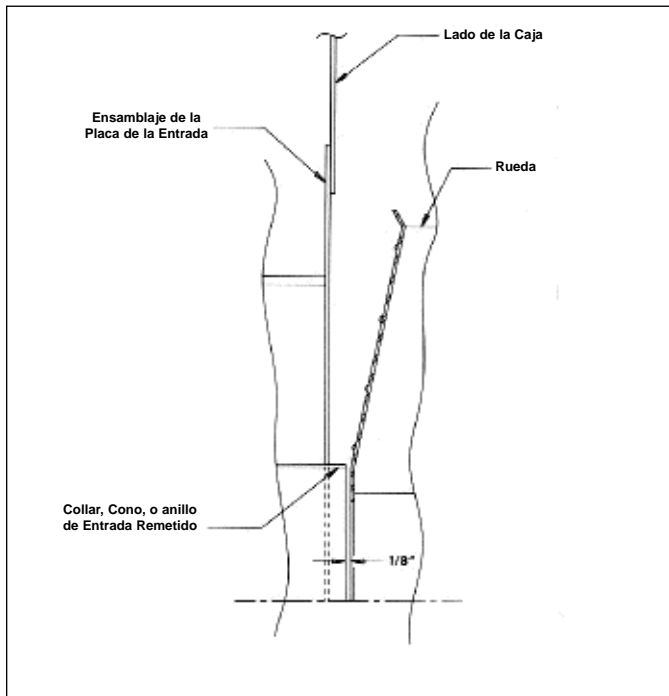 Lado de la Caja
Ensamblaje de la
Placa de la Entrada
Rueda
Collar, Cono, o anillo
de Entrada Remetido
1/8"